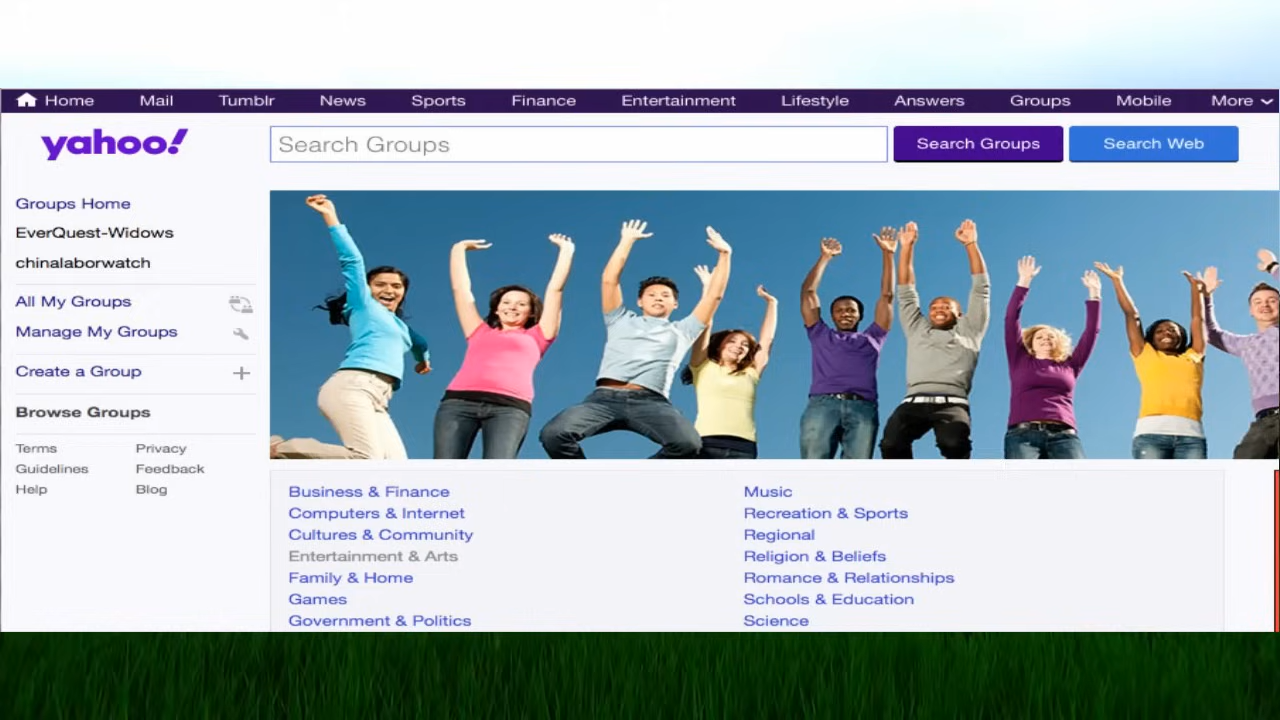 Home Mail Tumblr News Sports Finance Entertainment Lifestyle Answers Groups Mobile More
yahoo!
Search Groups
Search Groups
Search Web
Groups Home
EverQuest-Widows
chinalaborwatch
All My Groups
Manage My Groups
Create a Group
Browse Groups
Terms Privacy
Guidelines Feedback
Help Blog
Business & Finance
Computers & Internet
Cultures & Community
Entertainment & Arts
Family & Home
Games
Government & Politics
Music
Recreation & Sports
Regional
Religion & Beliefs
Romance & Relationships
Schools & Education
Science